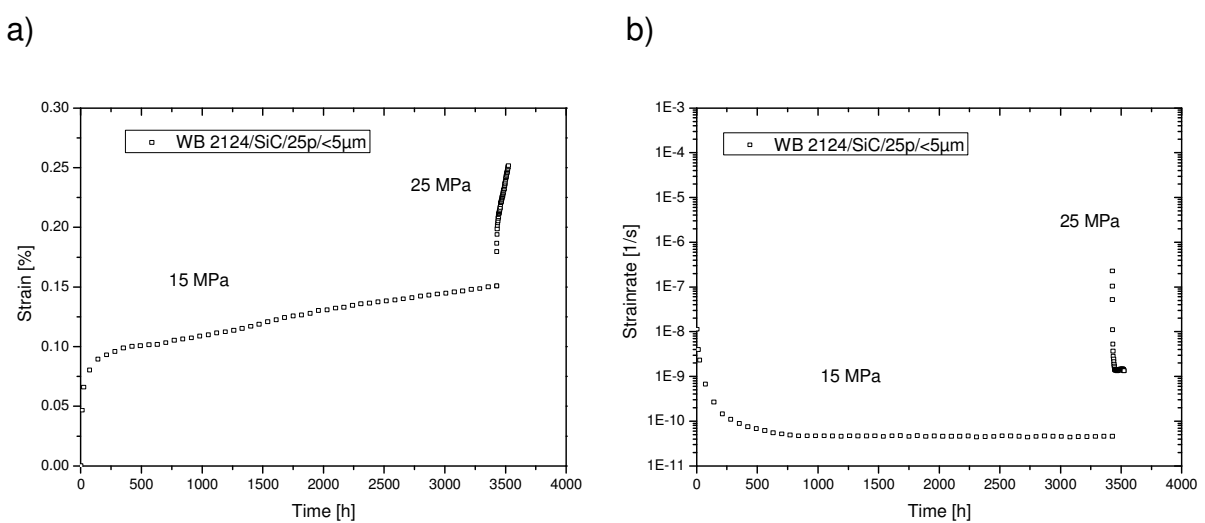 a)
0.30
0.25
0.20
0.15
0.10
0.05
0.00
Strain [%]
WB 2124/SiC/25p/<5µm
25 MPa
15 MPa
0 500 1000 1500 2000 2500 3000 3500 4000
Time [h]
b)
1E-3
1E-4
1E-5
1E-6
1E-7
1E-8
1E-9
1E-10
1E-11
Strainrate [1/s]
WB 2124/SiC/25p/<5µm
25 MPa
15 MPa
0 500 1000 1500 2000 2500 3000 3500 4000
Time [h]